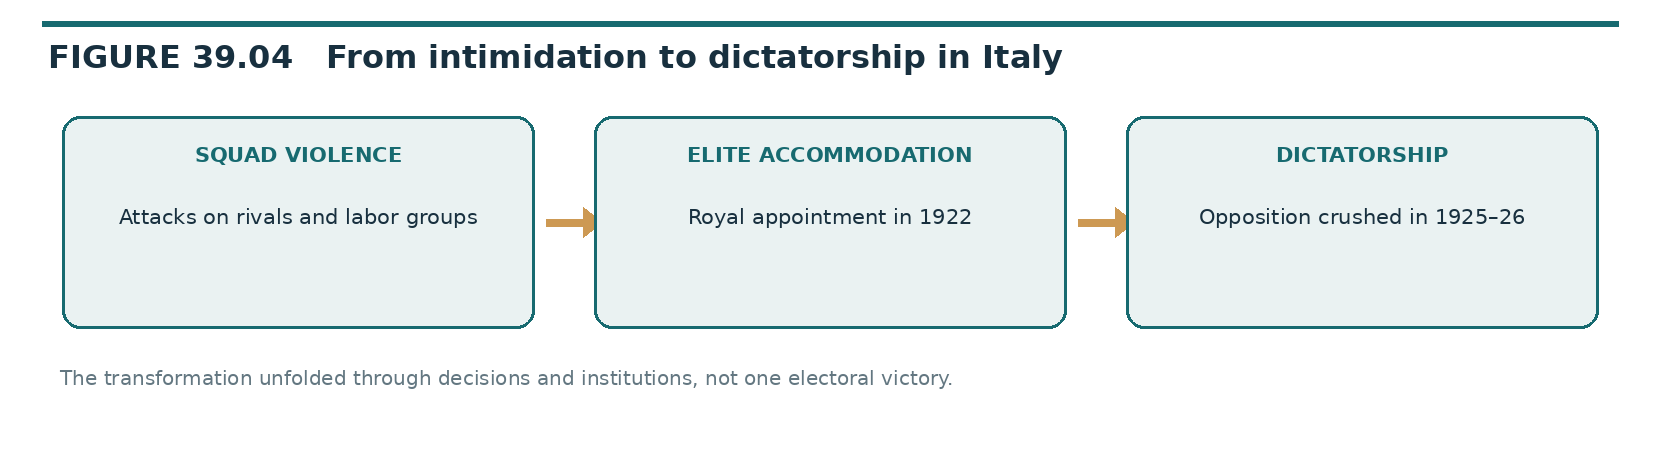 FIGURE 39.04 From intimidation to dictatorship in Italy
SQUAD VIOLENCE
Attacks on rivals and labor groups
ELITE ACCOMMODATION
Royal appointment in 1922
DICTATORSHIP
Opposition crushed in 1925–26
The transformation unfolded through decisions and institutions, not one electoral victory.